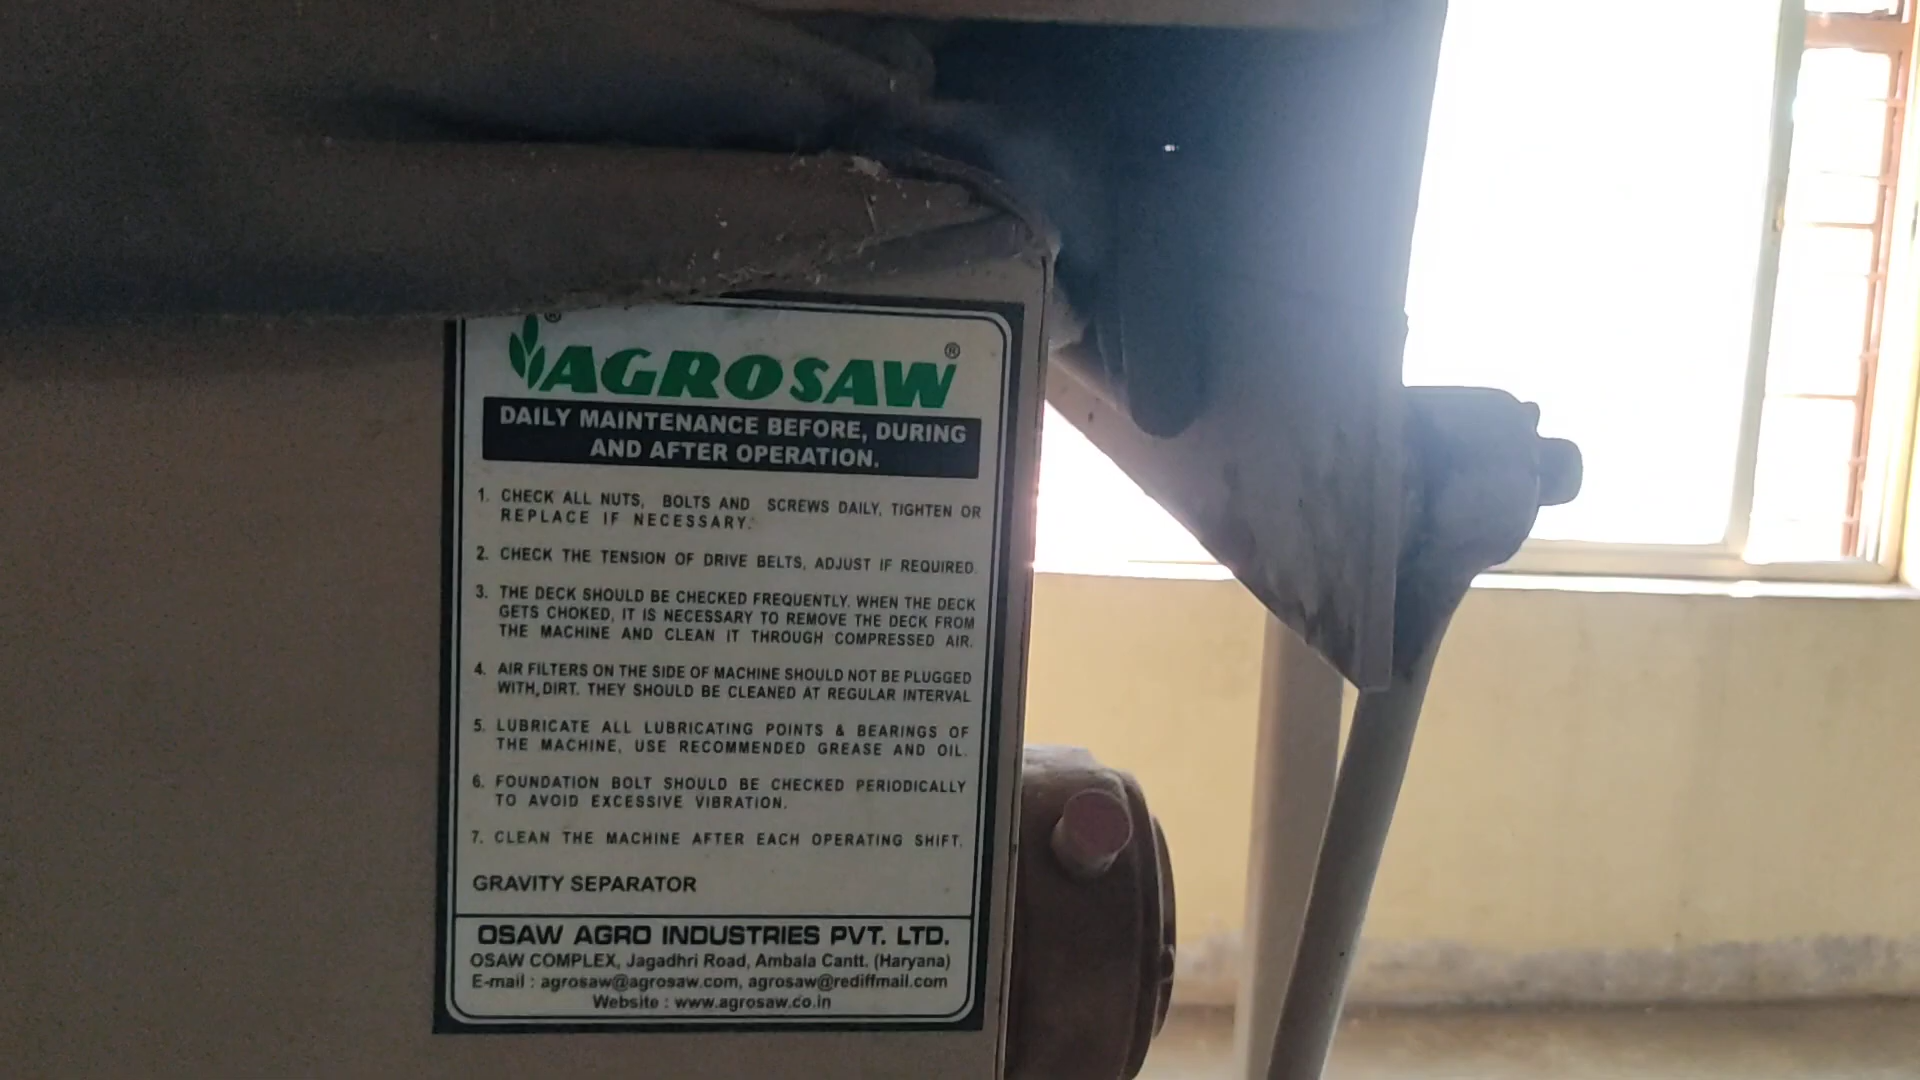 ®
AGROSAW®
DAILY MAINTENANCE BEFORE, DURING
AND AFTER OPERATION.
1. CHECK ALL NUTS, BOLTS AND SCREWS DAILY, TIGHTEN OR
REPLACE IF NECESSARY.
2. CHECK THE TENSION OF DRIVE BELTS, ADJUST IF REQUIRED.
3. THE DECK SHOULD BE CHECKED FREQUENTLY. WHEN THE DECK
GETS CHOKED, IT IS NECESSARY TO REMOVE THE DECK FROM
THE MACHINE AND CLEAN IT THROUGH COMPRESSED AIR.
4. AIR FILTERS ON THE SIDE OF MACHINE SHOULD NOT BE PLUGGED
WITH DIRT. THEY SHOULD BE CLEANED AT REGULAR INTERVAL
5. LUBRICATE ALL LUBRICATING POINTS & BEARINGS OF
THE MACHINE, USE RECOMMENDED GREASE AND OIL.
6. FOUNDATION BOLT SHOULD BE CHECKED PERIODICALLY
TO AVOID EXCESSIVE VIBRATION.
7. CLEAN THE MACHINE AFTER EACH OPERATING SHIFT.
GRAVITY SEPARATOR
OSAW AGRO INDUSTRIES PVT. LTD.
OSAW COMPLEX, Jagadhri Road, Ambala Cantt. (Haryana)
E-mail : agrosaw@agrosaw.com, agrosaw@rediffmail.com
Website : www.agrosaw.co.in